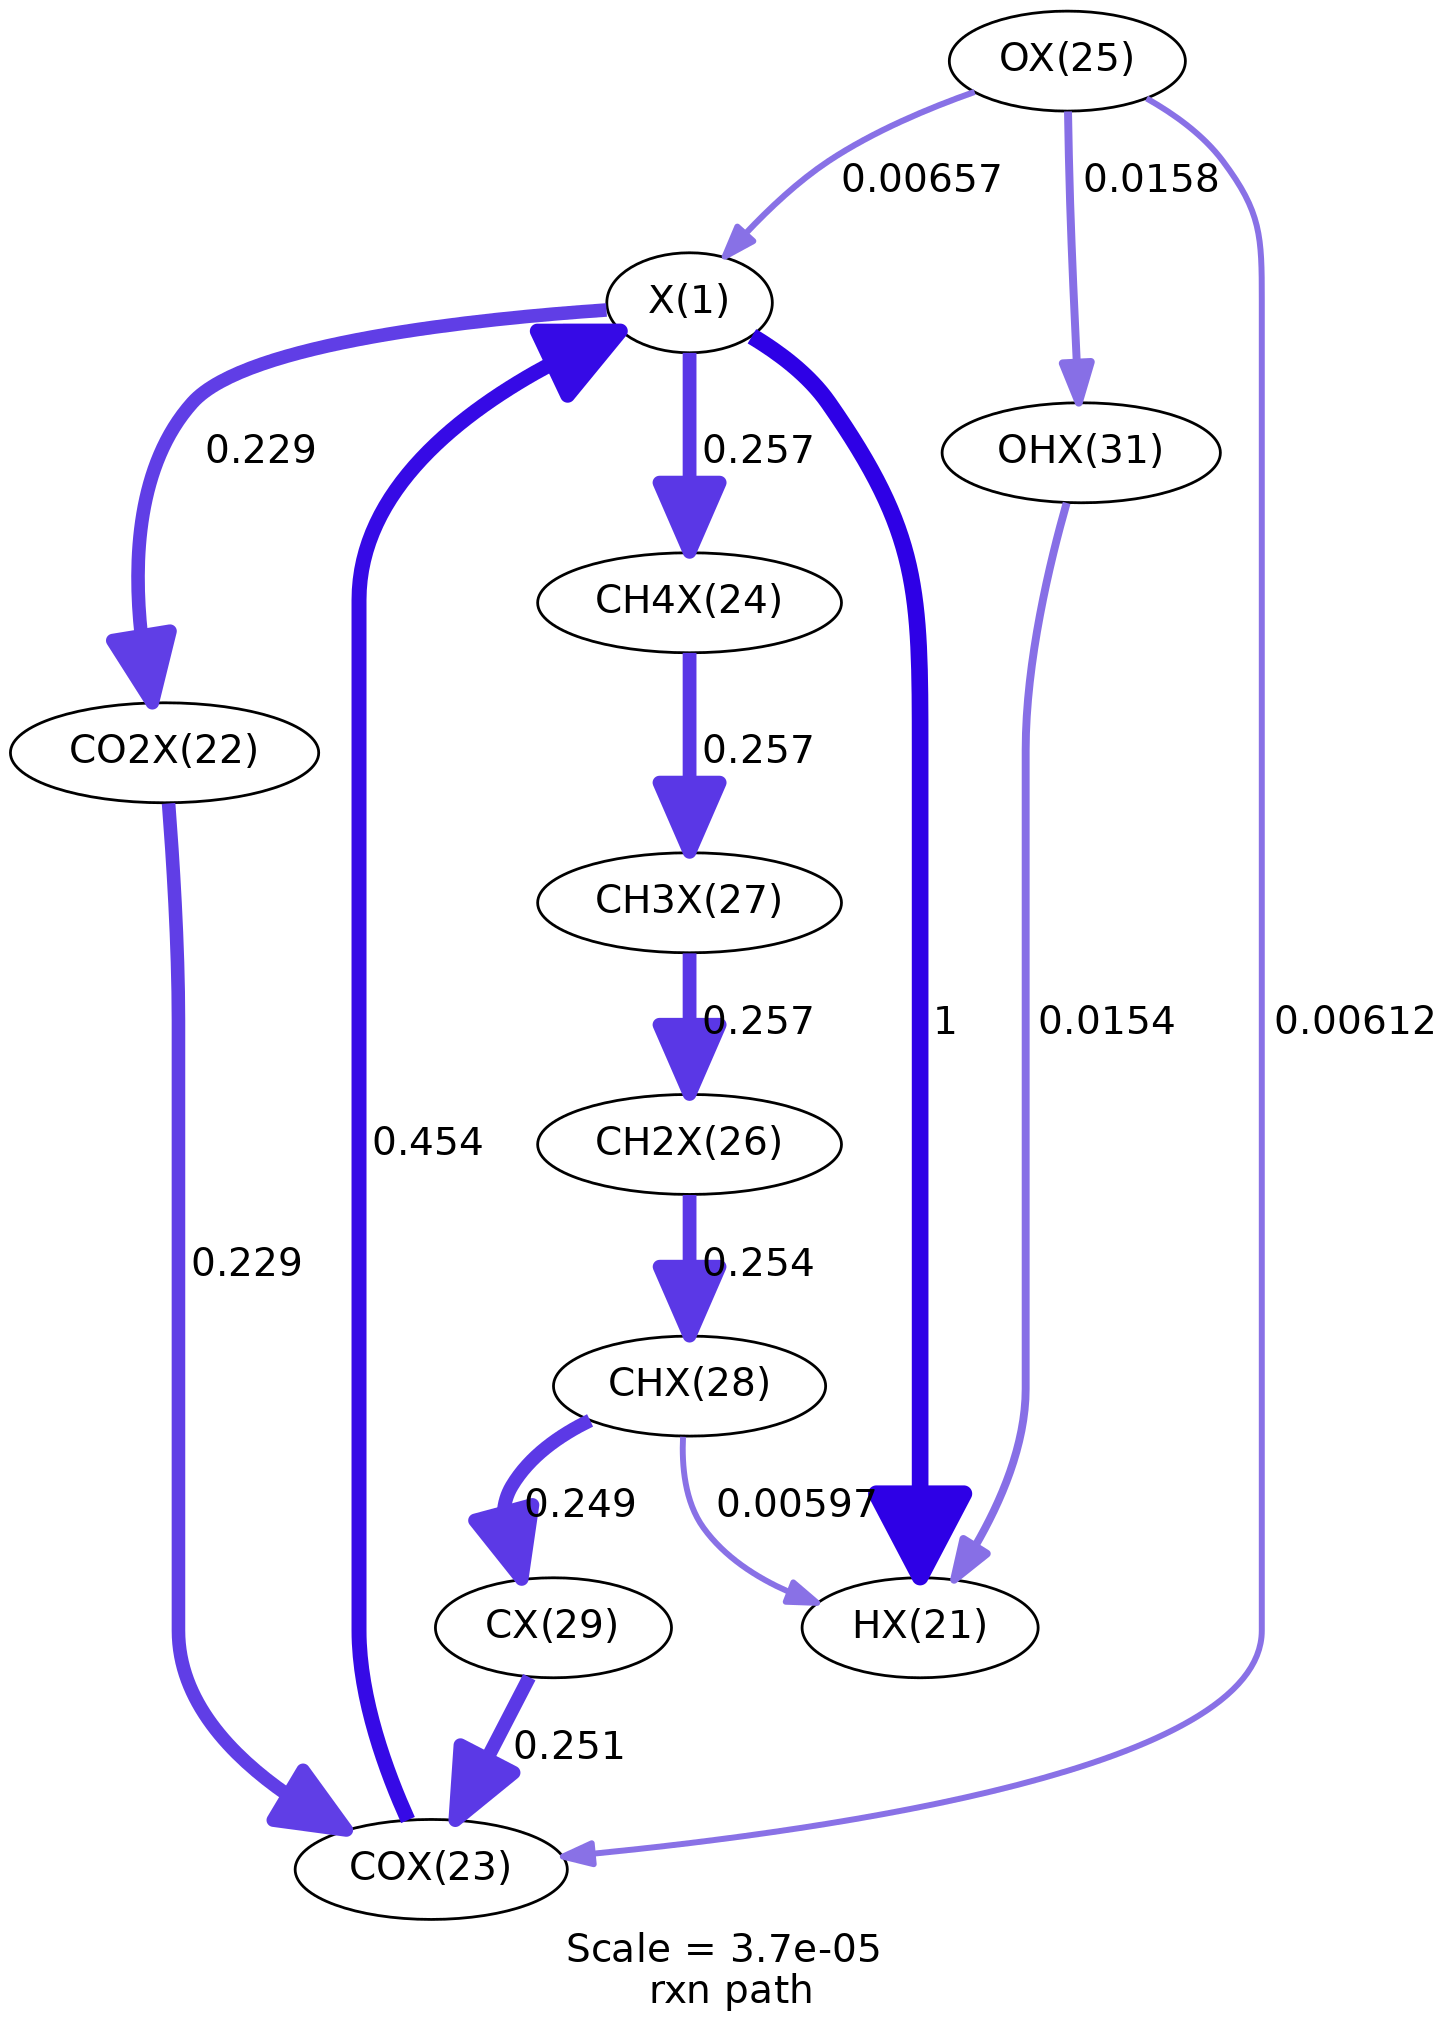 OX(25)
0.00657
0.0158
X(1)
0.229
0.257
OHX(31)
CH4X(24)
CO2X(22)
0.257
CH3X(27)
0.257
1
0.0154
0.00612
0.454
CH2X(26)
0.229
0.254
CHX(28)
0.249
0.00597
CX(29)
HX(21)
0.251
COX(23)
Scale = 3.7e-05
rxn path